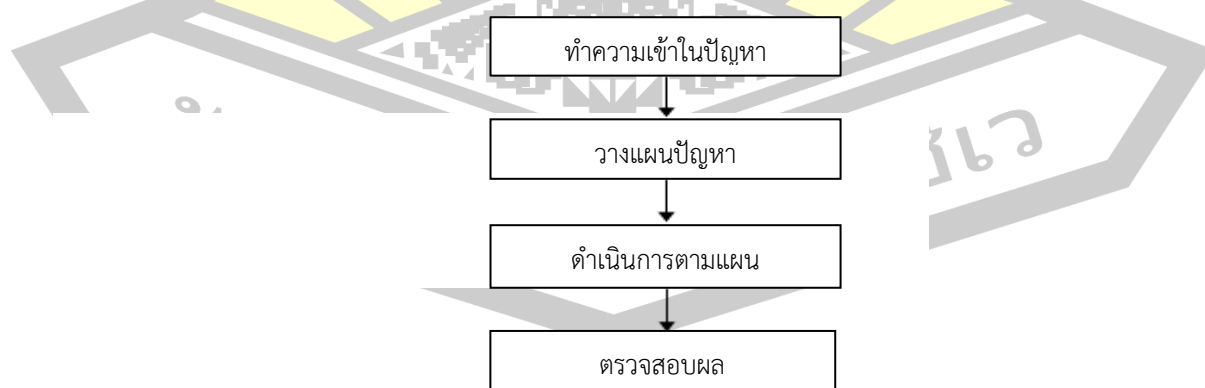 ทำความเข้าในปัญหา
วางแผนปัญหา
ดำเนินการตามแผน
ตรวจสอบผล